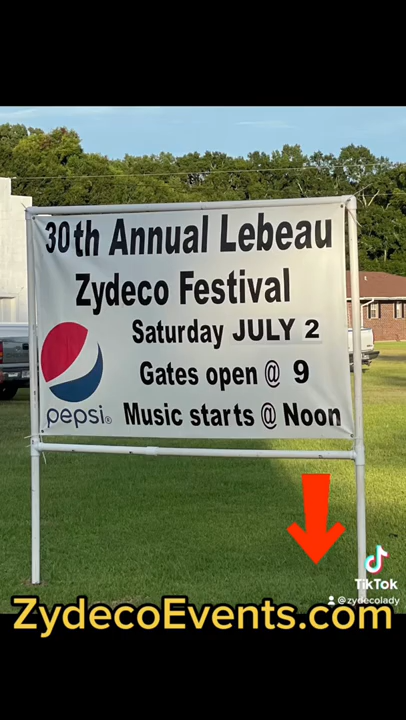 30th Annual Lebeau
Zydeco Festival
Saturday JULY 2
Gates open @ 9
Music starts @ Noon
pepsi®
TikTok
@zydecolady
ZydecoEvents.com